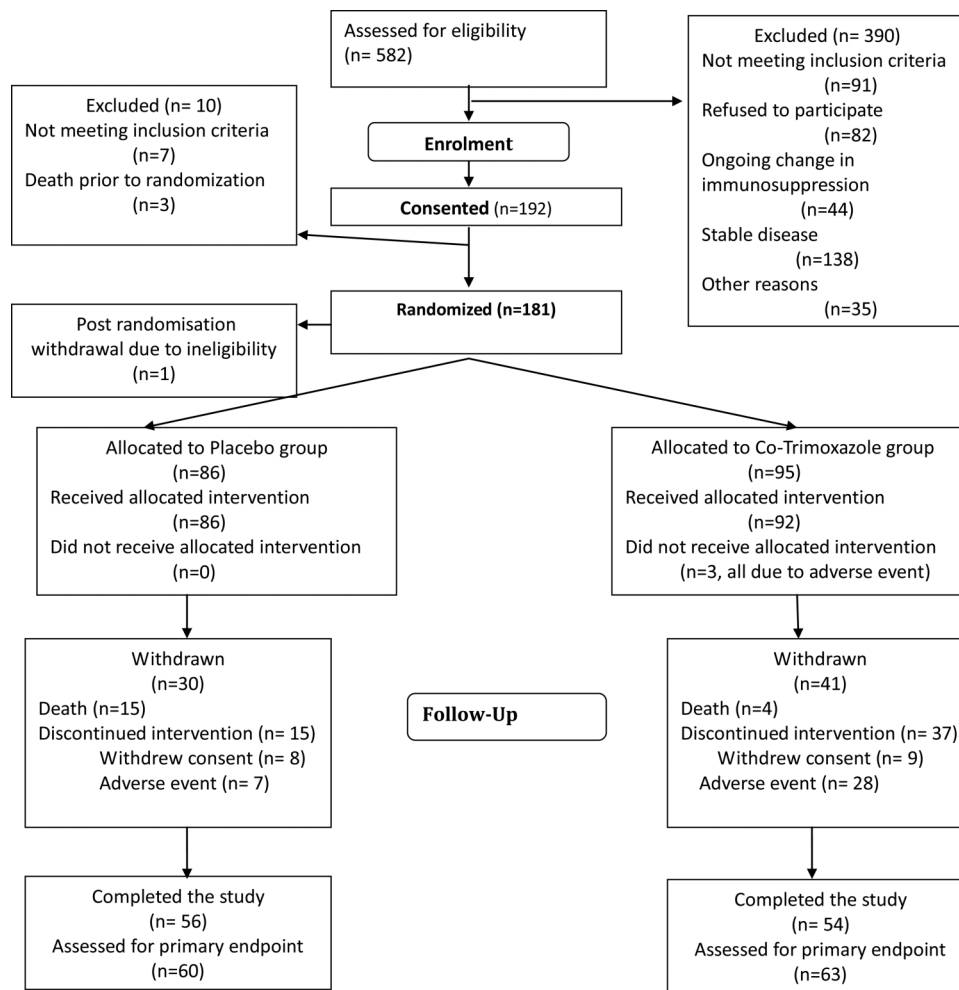 Assessed for eligibility
(n= 582)
Excluded (n= 390)
Not meeting inclusion criteria
(n=91)
Refused to participate
(n=82)
Ongoing change in
immunosuppression
(n=44)
Stable disease
(n=138)
Other reasons
(n=35)
Excluded (n= 10)
Not meeting inclusion criteria
(n=7)
Death prior to randomization
(n=3)
Enrolment
Consented (n=192)
Randomized (n=181)
Post randomisation
withdrawal due to ineligibility
(n=1)
Allocated to Placebo group
(n=86)
Received allocated intervention
(n=86)
Did not receive allocated intervention
(n=0)
Allocated to Co-Trimoxazole group
(n=95)
Received allocated intervention
(n=92)
Did not receive allocated intervention
(n=3, all due to adverse event)
Withdrawn
(n=30)
Death (n=15)
Discontinued intervention (n= 15)
Withdrew consent (n= 8)
Adverse event (n= 7)
Follow-Up
Withdrawn
(n=41)
Death (n=4)
Discontinued intervention (n= 37)
Withdrew consent (n= 9)
Adverse event (n= 28)
Completed the study
(n= 56)
Assessed for primary endpoint
(n=60)
Completed the study
(n= 54)
Assessed for primary endpoint
(n=63)